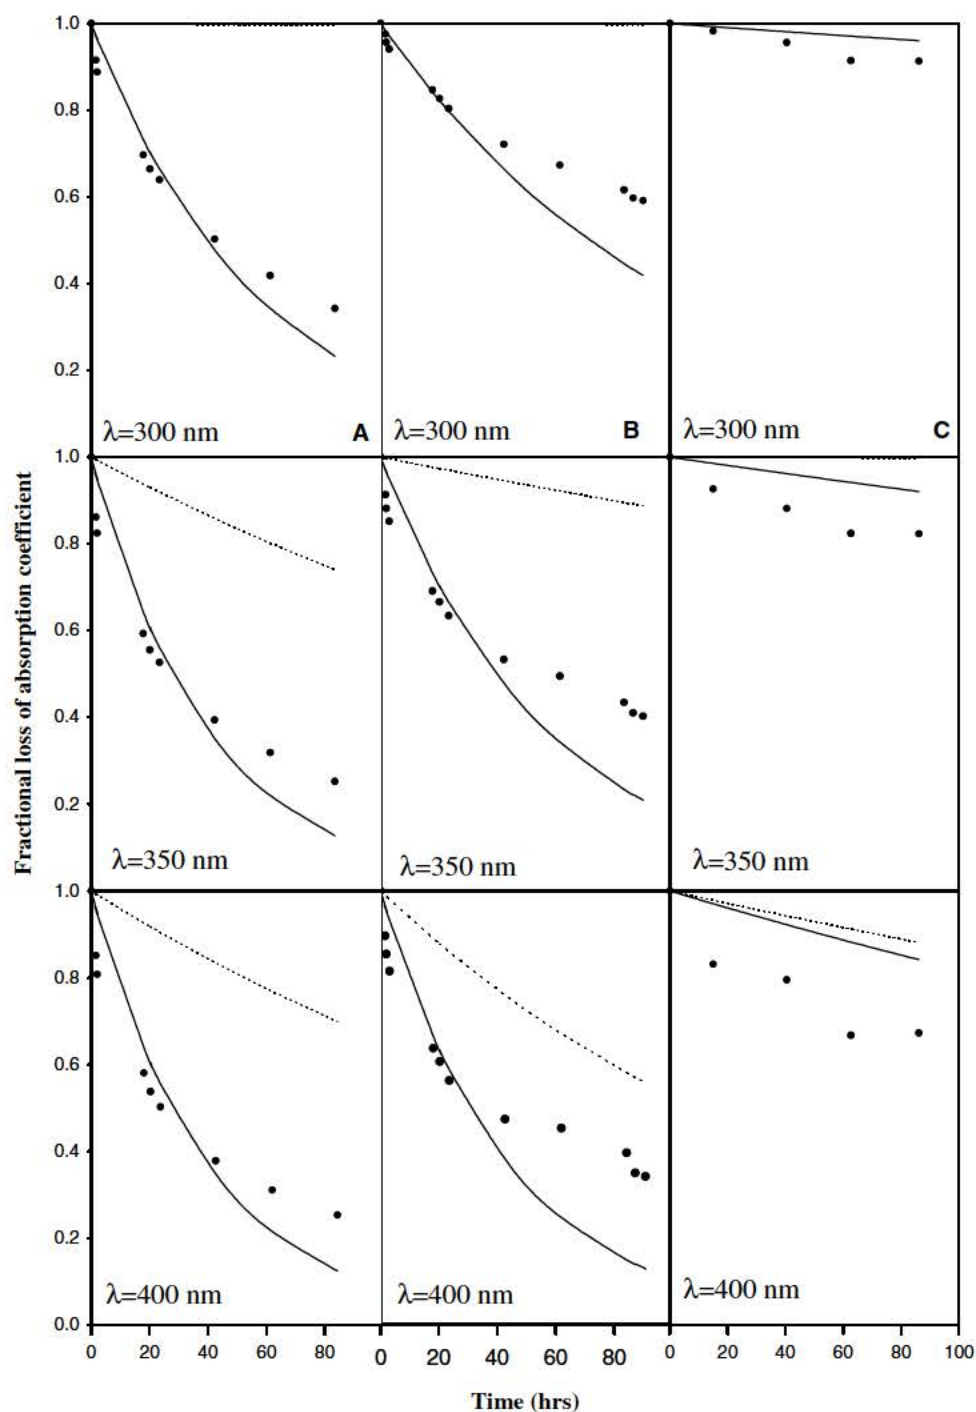 1.0
0.8
0.6
0.4
0.2
λ=300 nm
A
λ=300 nm
B
λ=300 nm
C
1.0
0.8
0.6
0.4
0.2
λ=350 nm
λ=350 nm
λ=350 nm
1.0
0.8
0.6
0.4
0.2
0.0
λ=400 nm
λ=400 nm
λ=400 nm
0 20 40 60 80 0 20 40 60 80 0 20 40 60 80 100
Fractional loss of absorption coefficient
Time (hrs)